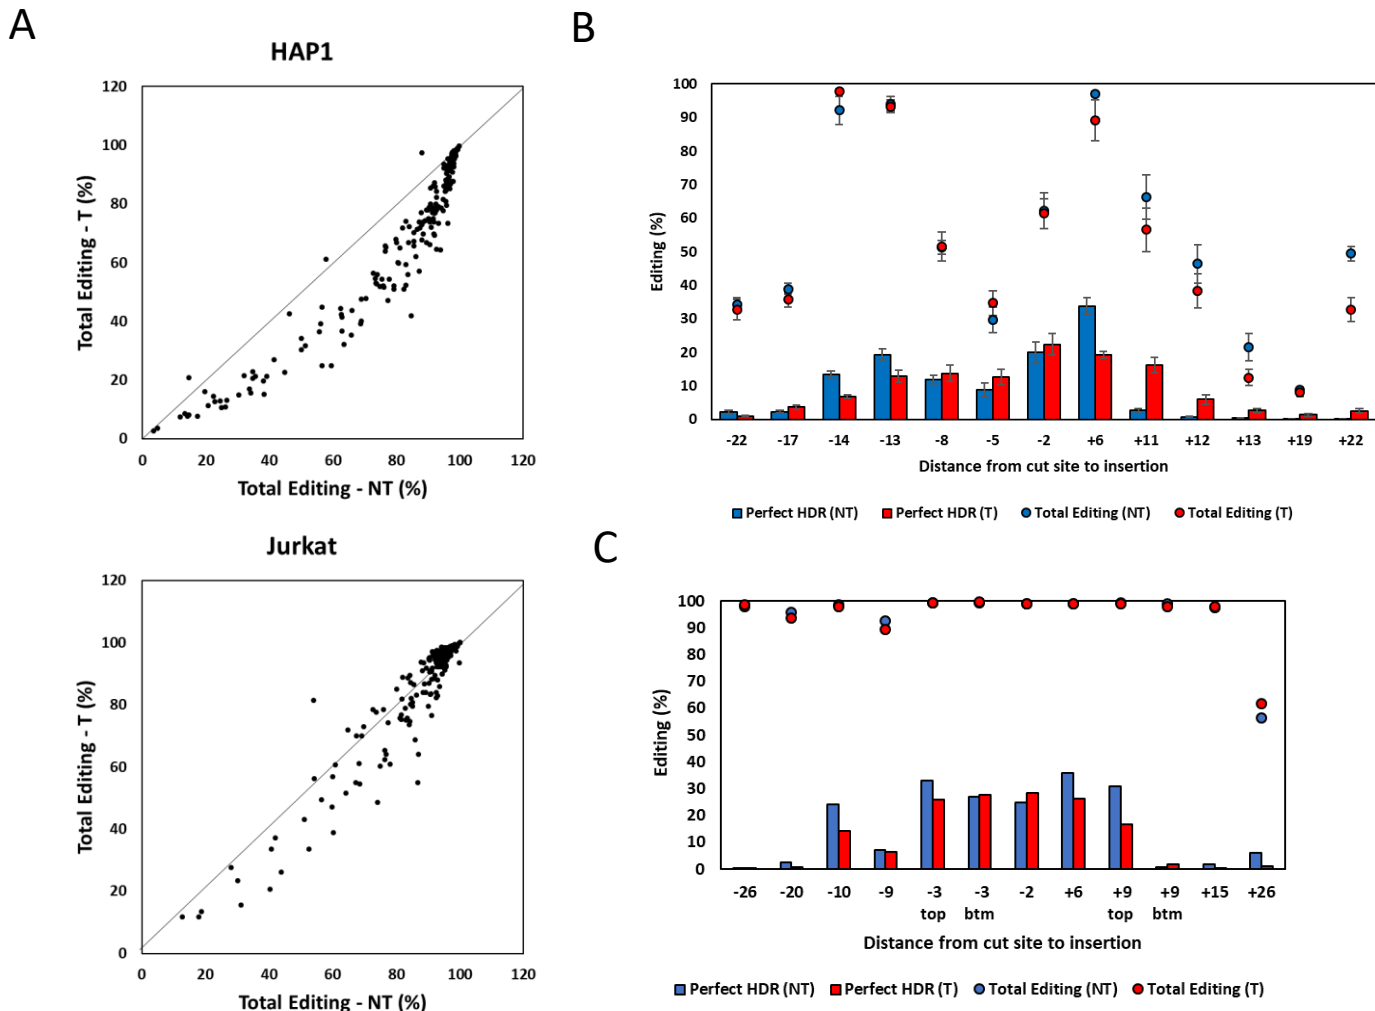 A
HAP1
120
100
80
60
40
20
0
0 20 40 60 80 100 120
Total Editing - T (%)
Total Editing - NT (%)
Jurkat
120
100
80
60
40
20
0
0 20 40 60 80 100 120
Total Editing - T (%)
Total Editing - NT (%)
B
100
90
80
70
60
50
40
30
20
10
0
Editing (%)
-22 -17 -14 -13 -8 -5 -2 +6 +11 +12 +13 +19 +22
Distance from cut site to insertion
Perfect HDR (NT) Perfect HDR (T) Total Editing (NT) Total Editing (T)
C
100
90
80
70
60
50
40
30
20
10
0
Editing (%)
-26 -20 -10 -9 -3 -3 -2 +6 +9 +9 +15 +26
top btm top btm
Distance from cut site to insertion
Perfect HDR (NT) Perfect HDR (T) Total Editing (NT) Total Editing (T)